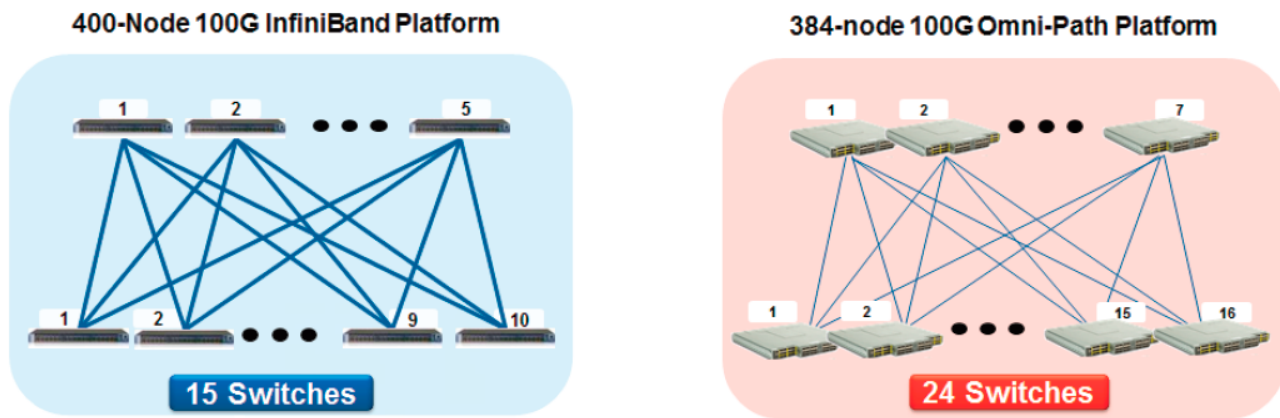 400-Node 100G InfiniBand Platform
1 2 5
1 2 9 10
15 Switches
384-node 100G Omni-Path Platform
1 2 7
1 2 15 16
24 Switches